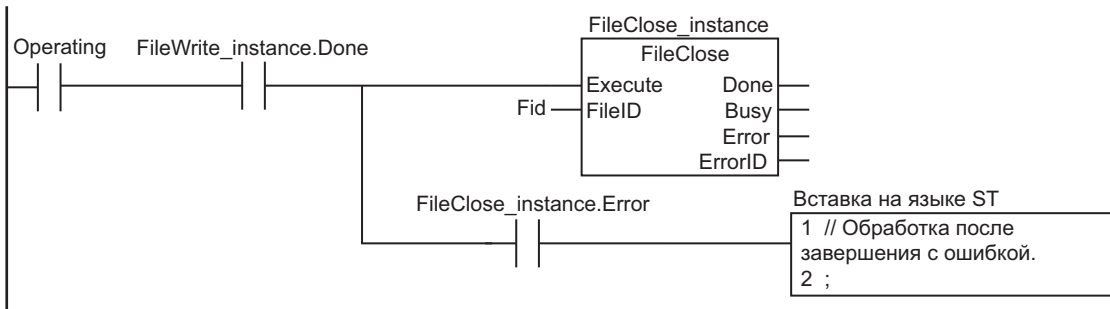 FileClose_instance
Operating FileWrite_instance.Done
FileClose
Execute Done
Fid FileID Busy
Error
ErrorID
FileClose_instance.Error
Вставка на языке ST
1 // Обработка после
завершения с ошибкой.
2 ;